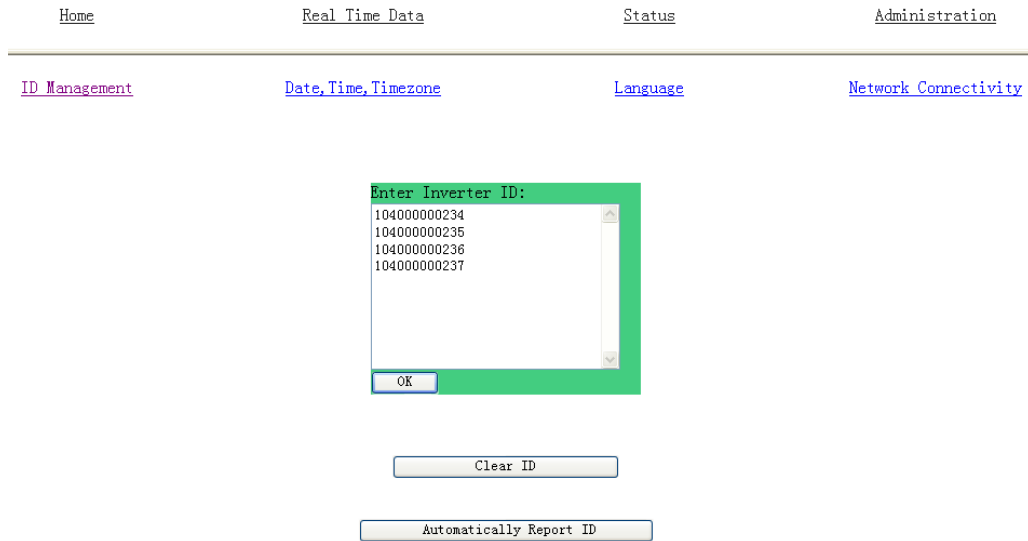 Home Real Time Data Status Administration
ID Management Date,Time,Timezone Language Network Connectivity
Enter Inverter ID:
104000000234
104000000235
104000000236
104000000237
OK
Clear ID
Automatically Report ID